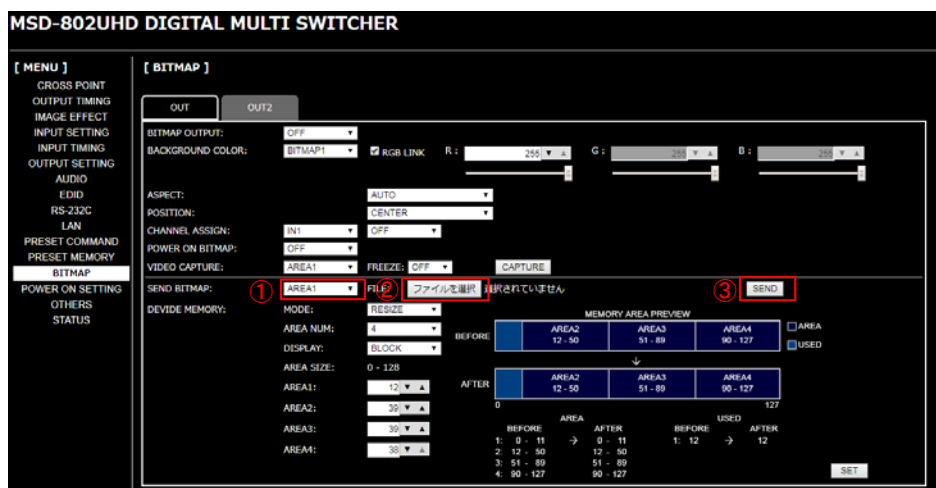 MSD-802UHD DIGITAL MULTI SWITCHER
[ MENU ]
CROSS POINT
OUTPUT TIMING
IMAGE EFFECT
INPUT SETTING
INPUT TIMING
OUTPUT SETTING
AUDIO
EDID
RS-232C
LAN
PRESET COMMAND
PRESET MEMORY
BITMAP
POWER ON SETTING
OTHERS
STATUS
[ BITMAP ]
OUT OUT2
BITMAP OUTPUT: OFF
BACKGROUND COLOR: BITMAP1 RGB LINK R : 255 G : 255 B : 255
ASPECT: AUTO
POSITION: CENTER
CHANNEL ASSIGN: IN1 OFF
POWER ON BITMAP: OFF
VIDEO CAPTURE: AREA1 FREEZE: OFF CAPTURE
SEND BITMAP: ① AREA1 FILE: ② ファイルを選択 選択されていません ③ SEND
DEVIDE MEMORY: MODE: RESIZE
AREA NUM: 4
DISPLAY: BLOCK
AREA SIZE: 0 - 128
AREA1: 12
AREA2: 39
AREA3: 39
AREA4: 38
MEMORY AREA PREVIEW
BEFORE AREA2 AREA3 AREA4
12 - 50 51 - 89 90 - 127
AREA
USED
↓
AFTER AREA2 AREA3 AREA4
12 - 50 51 - 89 90 - 127
0 127
AREA USED
BEFORE AFTER BEFORE AFTER
1: 0 - 11 → 0 - 11 1: 12 → 12
2: 12 - 50 12 - 50
3: 51 - 89 51 - 89
4: 90 - 127 90 - 127
SET